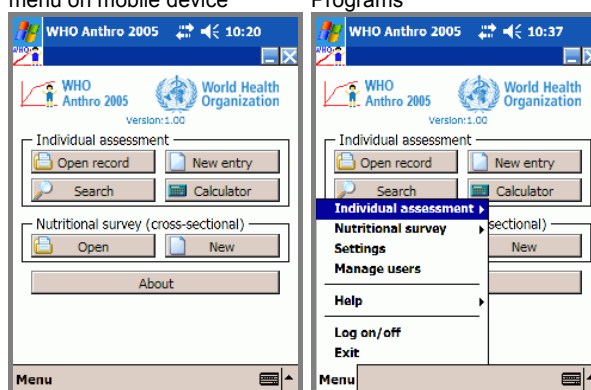 menu on mobile device
Programs
WHO Anthro 2005 10:20
WHO
Anthro 2005
World Health
Organization
Version:1.00
Individual assessment
Open record New entry
Search Calculator
Nutritional survey (cross-sectional)
Open New
About
Menu
WHO Anthro 2005 10:37
WHO
Anthro 2005
World Health
Organization
Version:1.00
Individual assessment
Open record New entry
Search Calculator
Individual assessment
Nutritional survey sectional)
Settings New
Manage users
Help
Log on/off
Exit
Menu